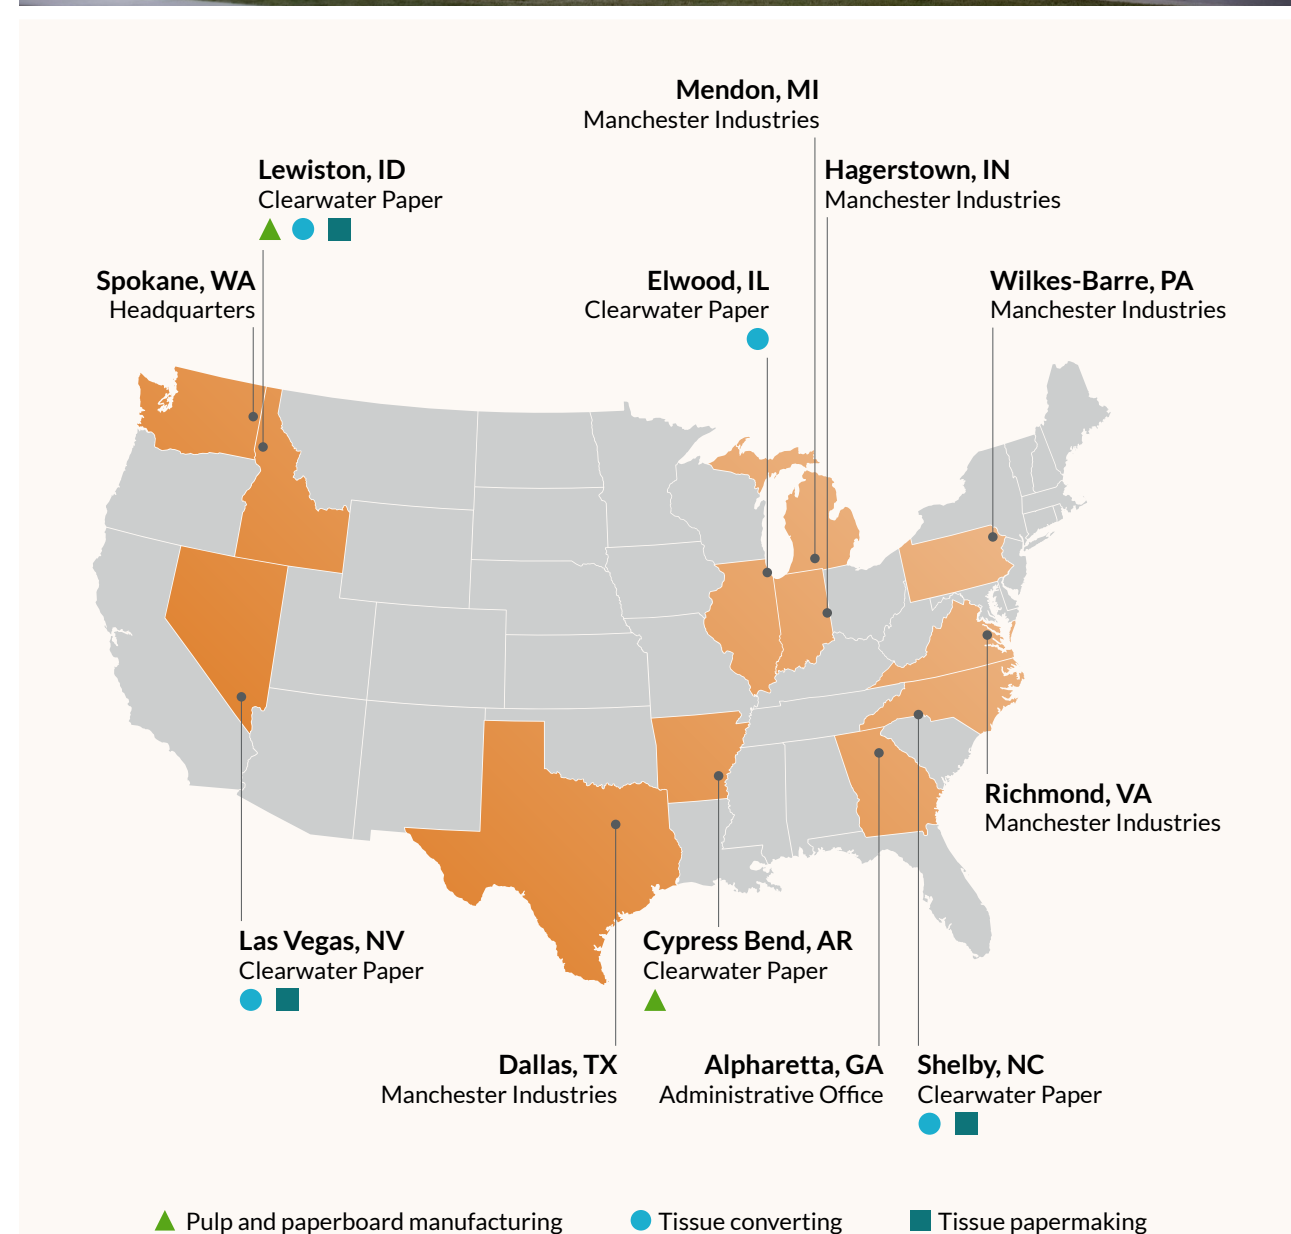 Mendon, MI
Manchester Industries
Lewiston, ID
Clearwater Paper
Hagerstown, IN
Manchester Industries
Spokane, WA
Headquarters
Elwood, IL
Clearwater Paper
Wilkes-Barre, PA
Manchester Industries
Richmond, VA
Manchester Industries
Las Vegas, NV
Clearwater Paper
Cypress Bend, AR
Clearwater Paper
Dallas, TX
Manchester Industries
Alpharetta, GA
Administrative Office
Shelby, NC
Clearwater Paper
Pulp and paperboard manufacturing
Tissue converting
Tissue papermaking